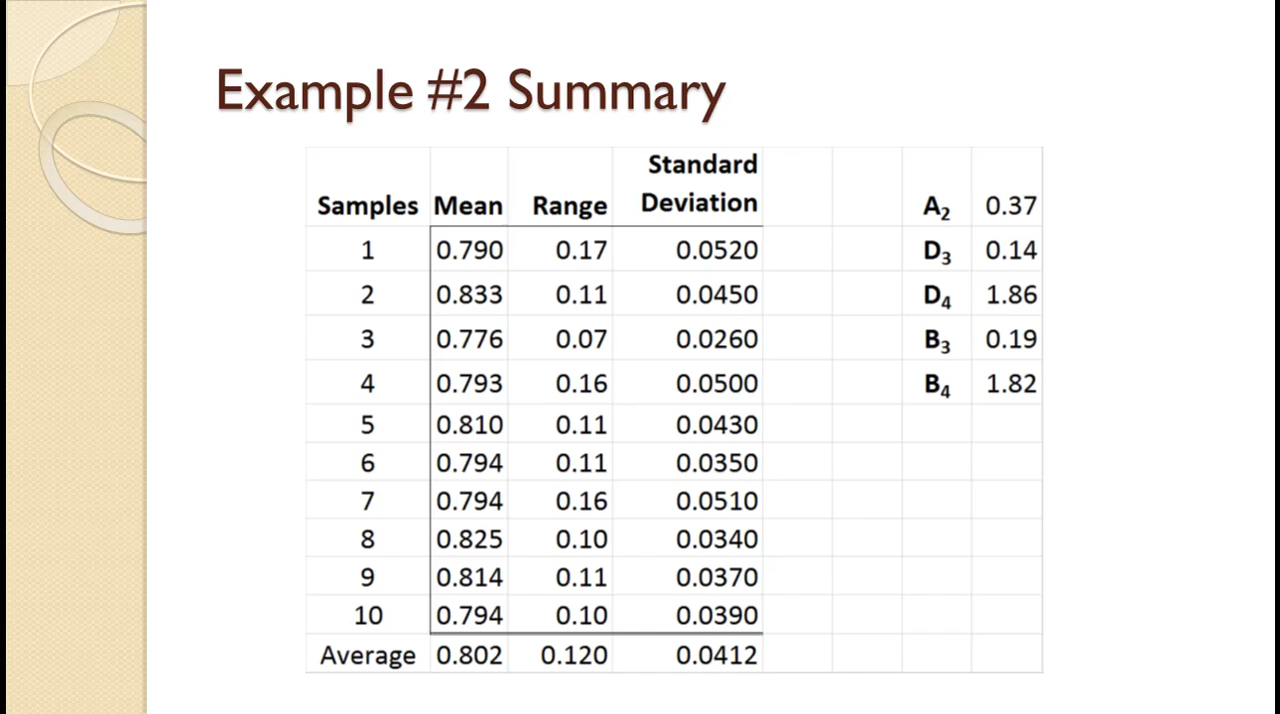 Example #2 Summary
Standard
Samples Mean Range Deviation A₂ 0.37
1 0.790 0.17 0.0520 D₃ 0.14
2 0.833 0.11 0.0450 D₄ 1.86
3 0.776 0.07 0.0260 B₃ 0.19
4 0.793 0.16 0.0500 B₄ 1.82
5 0.810 0.11 0.0430
6 0.794 0.11 0.0350
7 0.794 0.16 0.0510
8 0.825 0.10 0.0340
9 0.814 0.11 0.0370
10 0.794 0.10 0.0390
Average 0.802 0.120 0.0412